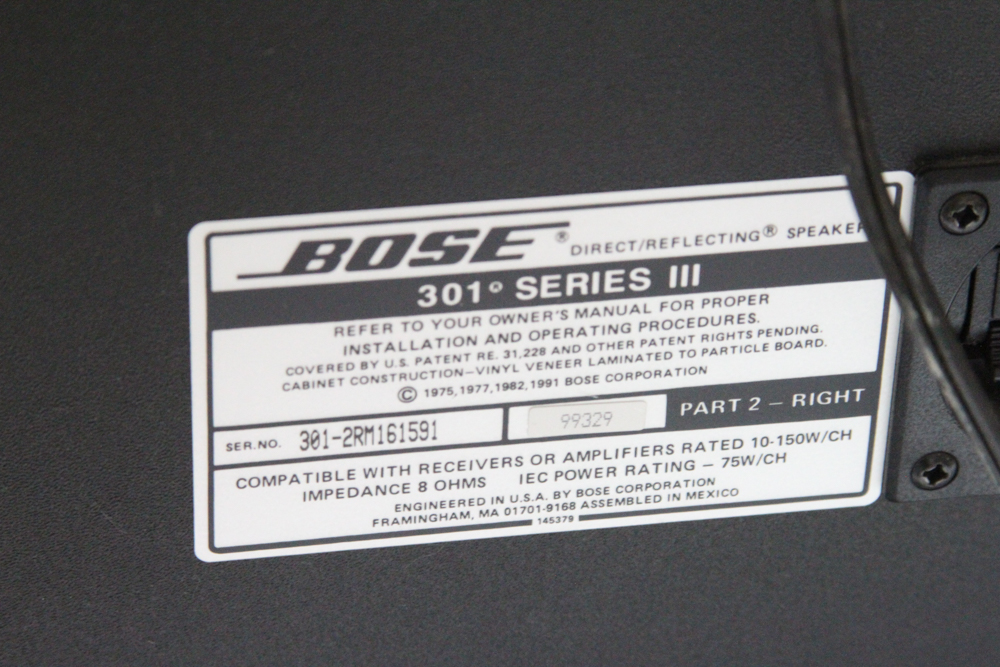 BOSE® DIRECT/REFLECTING® SPEAKER
301® SERIES III
REFER TO YOUR OWNER'S MANUAL FOR PROPER
INSTALLATION AND OPERATING PROCEDURES.
COVERED BY U.S. PATENT RE. 31,228 AND OTHER PATENT RIGHTS PENDING.
CABINET CONSTRUCTION—VINYL VENEER LAMINATED TO PARTICLE BOARD.
© 1975,1977,1982,1991 BOSE CORPORATION
SER.NO. 301-2RM161591 99329 PART 2 – RIGHT
COMPATIBLE WITH RECEIVERS OR AMPLIFIERS RATED 10-150W/CH
IMPEDANCE 8 OHMS IEC POWER RATING – 75W/CH
ENGINEERED IN U.S.A. BY BOSE CORPORATION
FRAMINGHAM, MA 01701-9168 ASSEMBLED IN MEXICO
145379